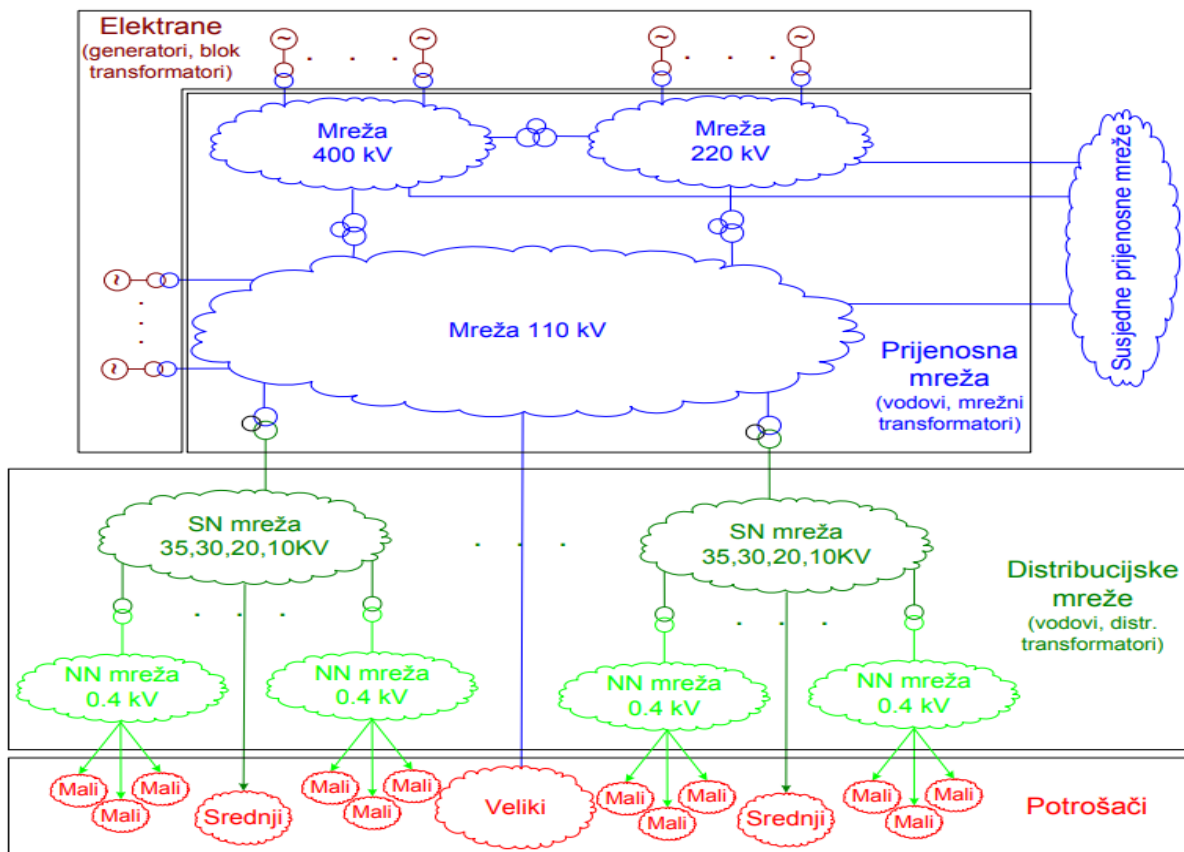 Elektrane
(generatori, blok
transformatori)
~
~
~
~
Mreža
400 kV
Mreža
220 kV
Susjedne prijenosne mreže
~
Mreža 110 kV
~
Prijenosna
mreža
(vodovi, mrežni
transformatori)
SN mreža
35,30,20,10KV
SN mreža
35,30,20,10KV
Distribucijske
mreže
(vodovi, distr.
transformatori)
NN mreža
0.4 kV
NN mreža
0.4 kV
NN mreža
0.4 kV
NN mreža
0.4 kV
Mali
Mali
Mali
Srednji
Mali
Mali
Mali
Veliki
Mali
Mali
Mali
Srednji
Mali
Mali
Mali
Potrošači